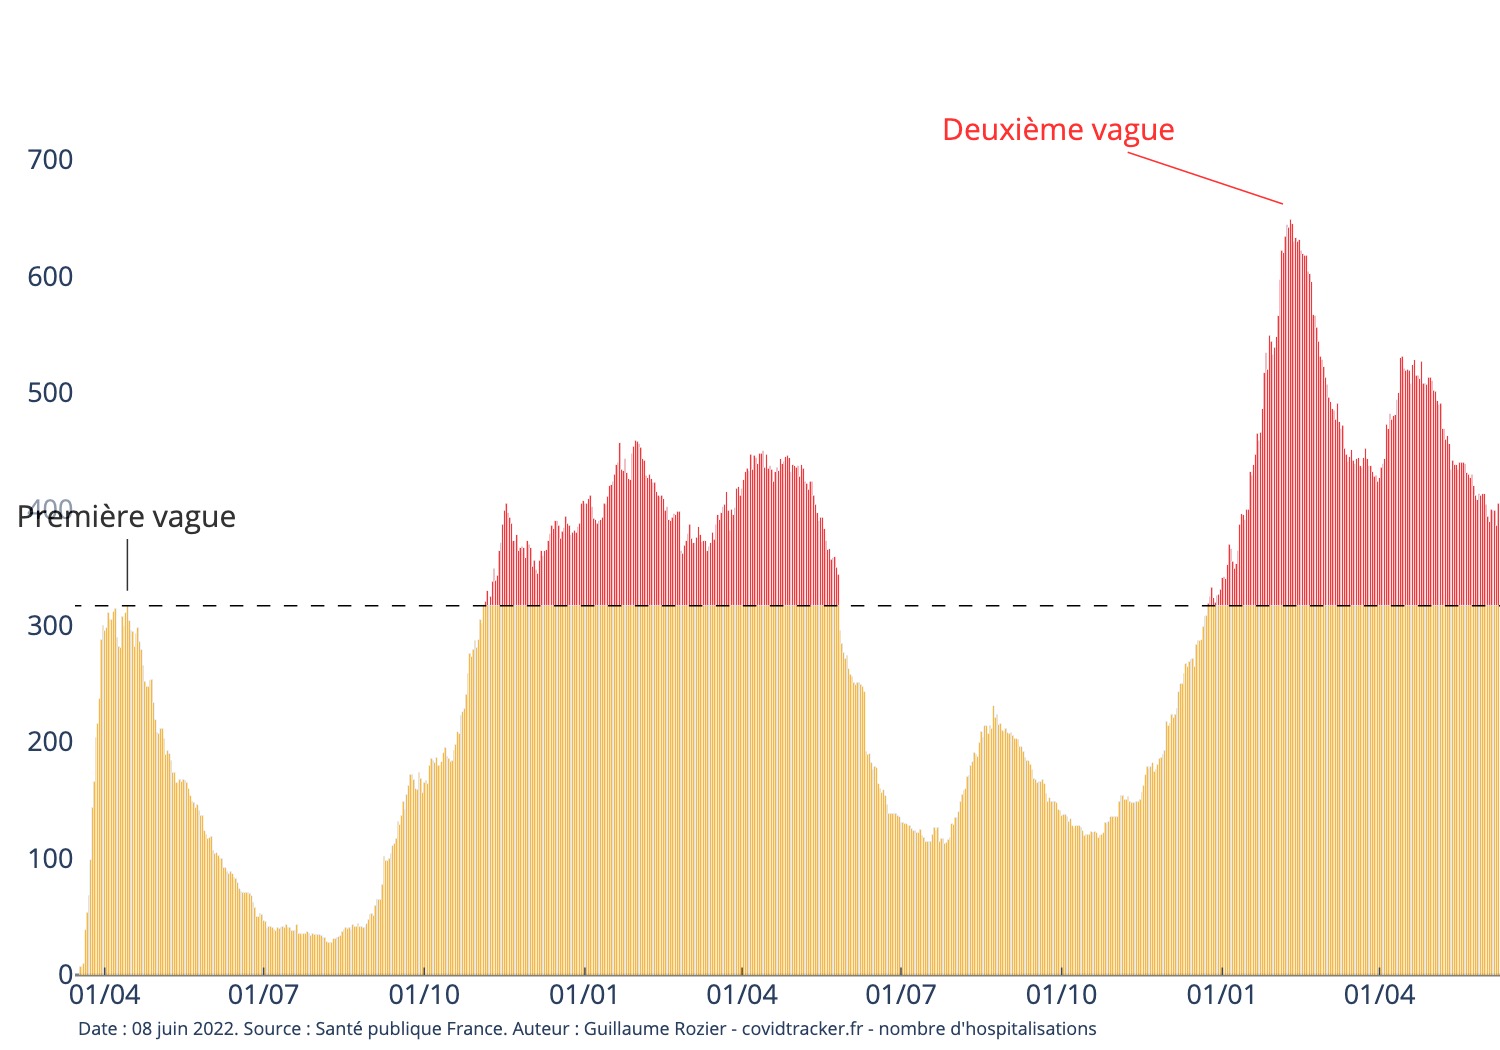 Deuxième vague
700
600
500
400
Première vague
300
200
100
0
01/04 01/07 01/10 01/01 01/04 01/07 01/10 01/01 01/04
Date : 08 juin 2022. Source : Santé publique France. Auteur : Guillaume Rozier - covidtracker.fr - nombre d'hospitalisations